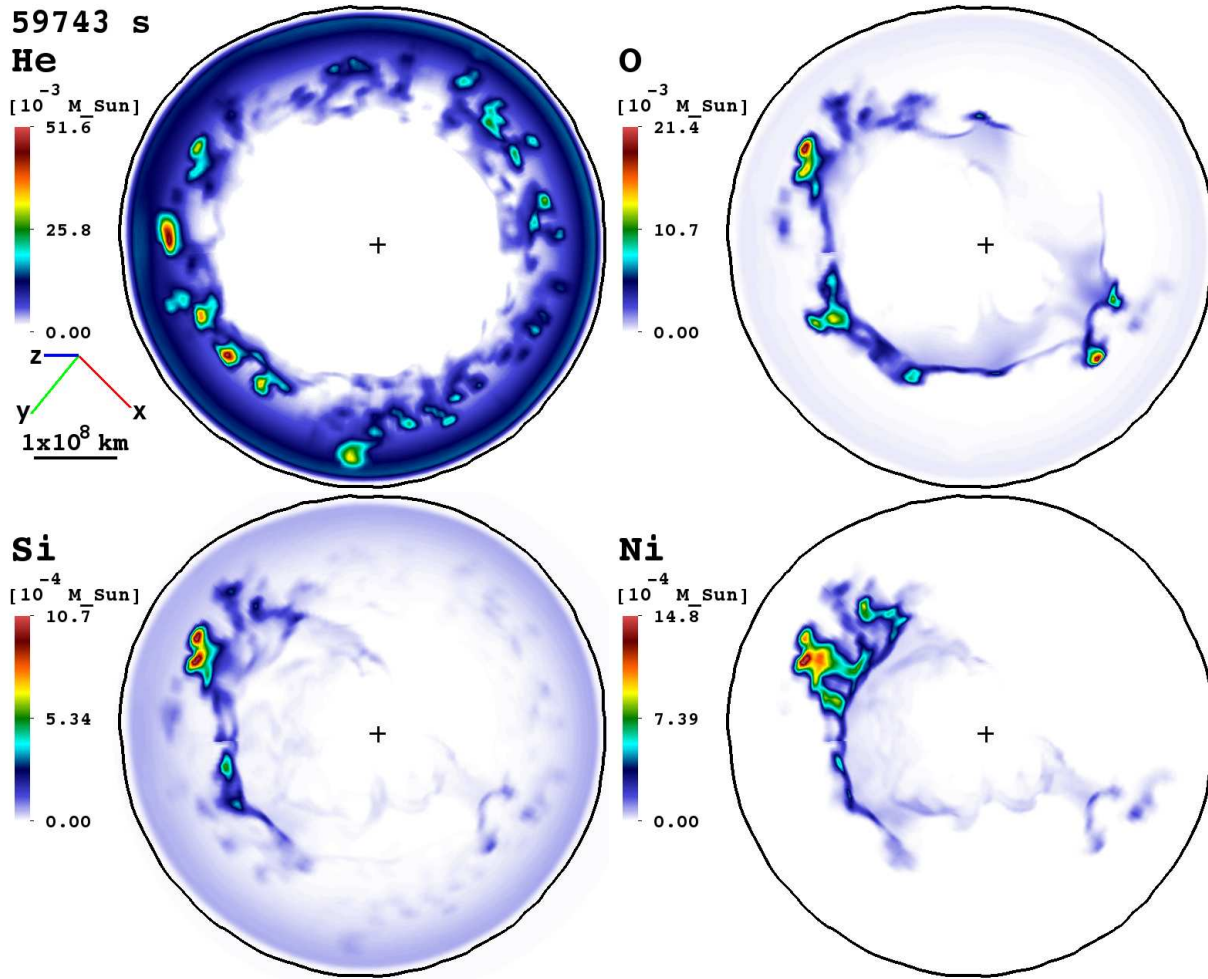 59743 s
He
[10^-3 M_Sun]
51.6
25.8
0.00
z
y
x
1x10^8 km
O
[10^-3 M_Sun]
21.4
10.7
0.00
Si
[10^-4 M_Sun]
10.7
5.34
0.00
Ni
[10^-4 M_Sun]
14.8
7.39
0.00